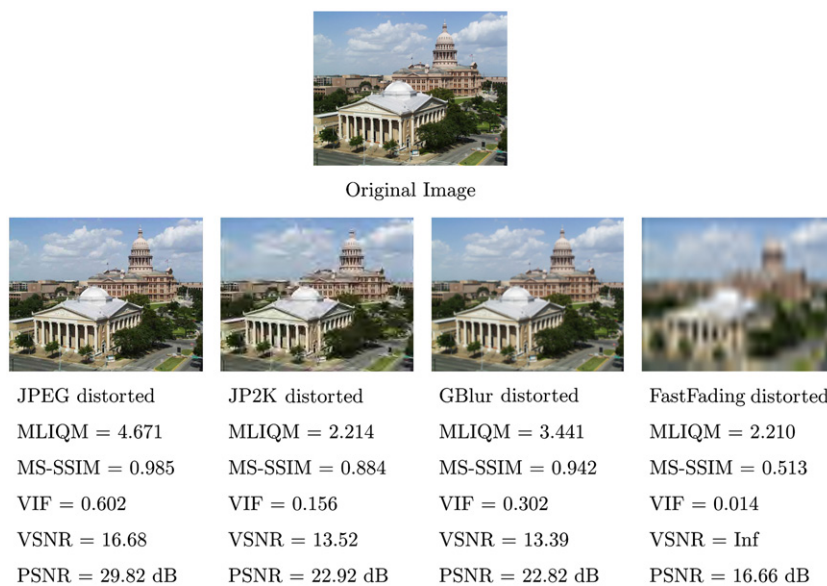 Original Image
JPEG distorted
MLIQM = 4.671
MS-SSIM = 0.985
VIF = 0.602
VSNR = 16.68
PSNR = 29.82 dB
JP2K distorted
MLIQM = 2.214
MS-SSIM = 0.884
VIF = 0.156
VSNR = 13.52
PSNR = 22.92 dB
GBlur distorted
MLIQM = 3.441
MS-SSIM = 0.942
VIF = 0.302
VSNR = 13.39
PSNR = 22.82 dB
FastFading distorted
MLIQM = 2.210
MS-SSIM = 0.513
VIF = 0.014
VSNR = Inf
PSNR = 16.66 dB